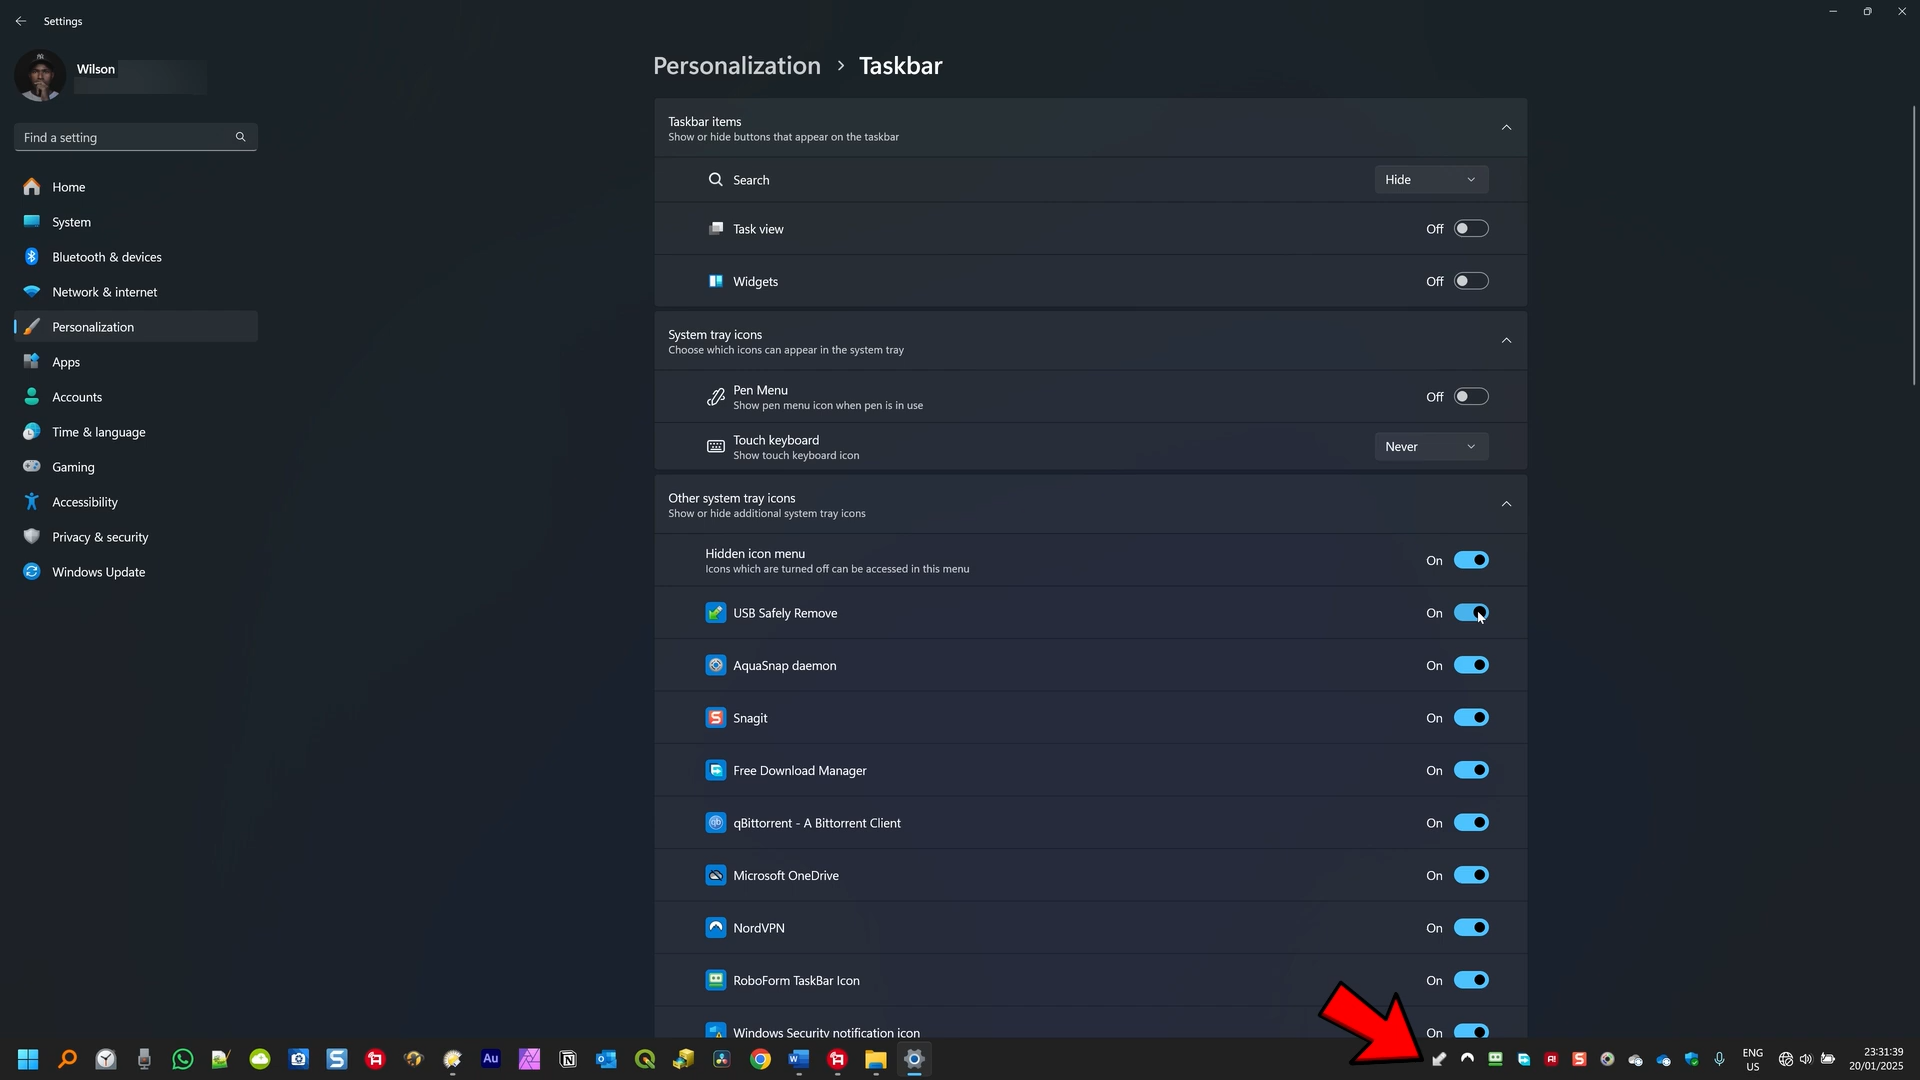 Settings
Wilson
Find a setting
Home
System
Bluetooth & devices
Network & internet
Personalization
Apps
Accounts
Time & language
Gaming
Accessibility
Privacy & security
Windows Update
Personalization > Taskbar
Taskbar items
Show or hide buttons that appear on the taskbar
Search Hide
Task view Off
Widgets Off
System tray icons
Choose which icons can appear in the system tray
Pen Menu
Show pen menu icon when pen is in use
Off
Touch keyboard
Show touch keyboard icon
Never
Other system tray icons
Show or hide additional system tray icons
Hidden icon menu
Icons which are turned off can be accessed in this menu
On
USB Safely Remove On
AquaSnap daemon On
Snagit On
Free Download Manager On
qBittorrent - A Bittorrent Client On
Microsoft OneDrive On
NordVPN On
RoboForm TaskBar Icon On
Windows Security notification icon On
Au
ENG
US
23:31:39
20/01/2025